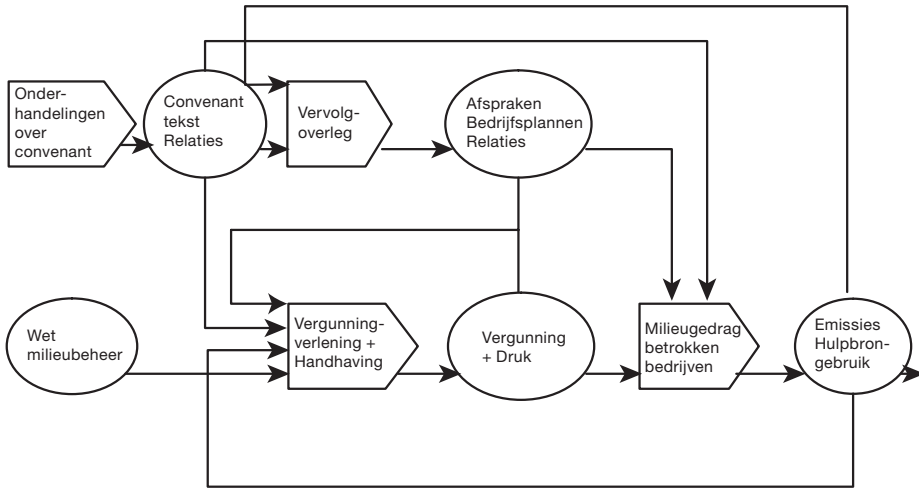 Onder-
handelingen
over
convenant
Convenant
tekst
Relaties
Vervolg-
overleg
Afspraken
Bedrijfsplannen
Relaties
Wet
milieubeheer
Vergunning-
verlening +
Handhaving
Vergunning
+ Druk
Milieugedrag
betrokken
bedrijven
Emissies
Hulpbron-
gebruik